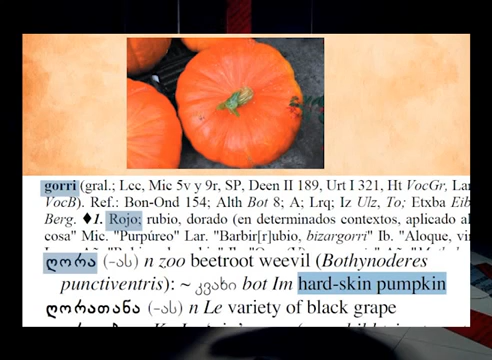 gorri (gral.; Lcc, Mic 5v y 9r, SP, Deen II 189, Urt I 321, Ht VocGr, Lar
VocB). Ref.: Bon-Ond 154; Alth Bot 8; A; Lrq; Iz Ulz, To; Etxba Eib
Berg. ♦1. Rojo; rubio, dorado (en determinados contextos, aplicado al
cosa" Mic. "Purpúreo" Lar. "Barbir[r]ubio, bizargorri" Ib. "Aloque, vin
ღორა (-ას) n zoo beetroot weevil (Bothynoderes
punctiventris): ~ კვახი bot Im hard-skin pumpkin
ღორათანა (-ას) n Le variety of black grape